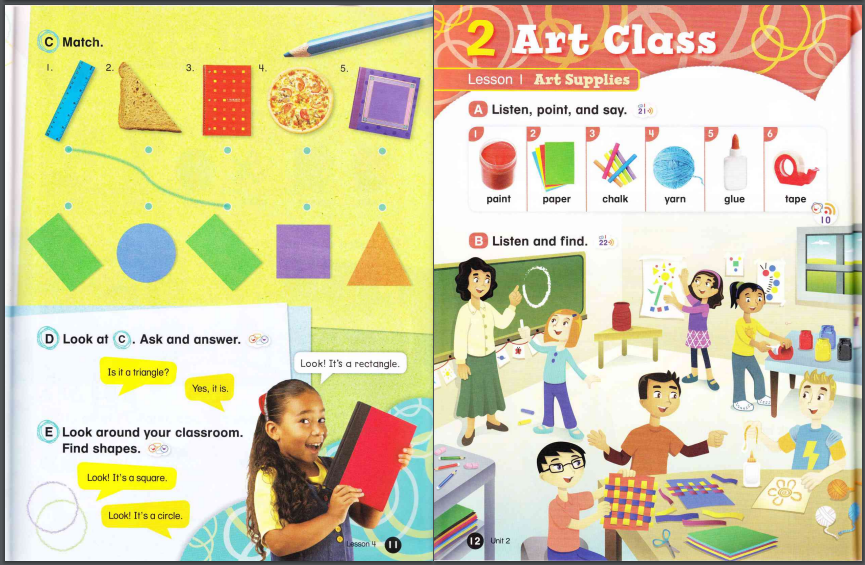 C Match.
1. 2. 3. 4. 5.
D Look at C. Ask and answer.
Is it a triangle?
Yes, it is.
E Look around your classroom.
Find shapes.
Look! It's a square.
Look! It's a circle.
Look! It's a rectangle.
Lesson 4 11
2 Art Class
Lesson 1 Art Supplies
A Listen, point, and say.
21
1 2 3 4 5 6
paint paper chalk yarn glue tape
10
B Listen and find.
22
12 Unit 2